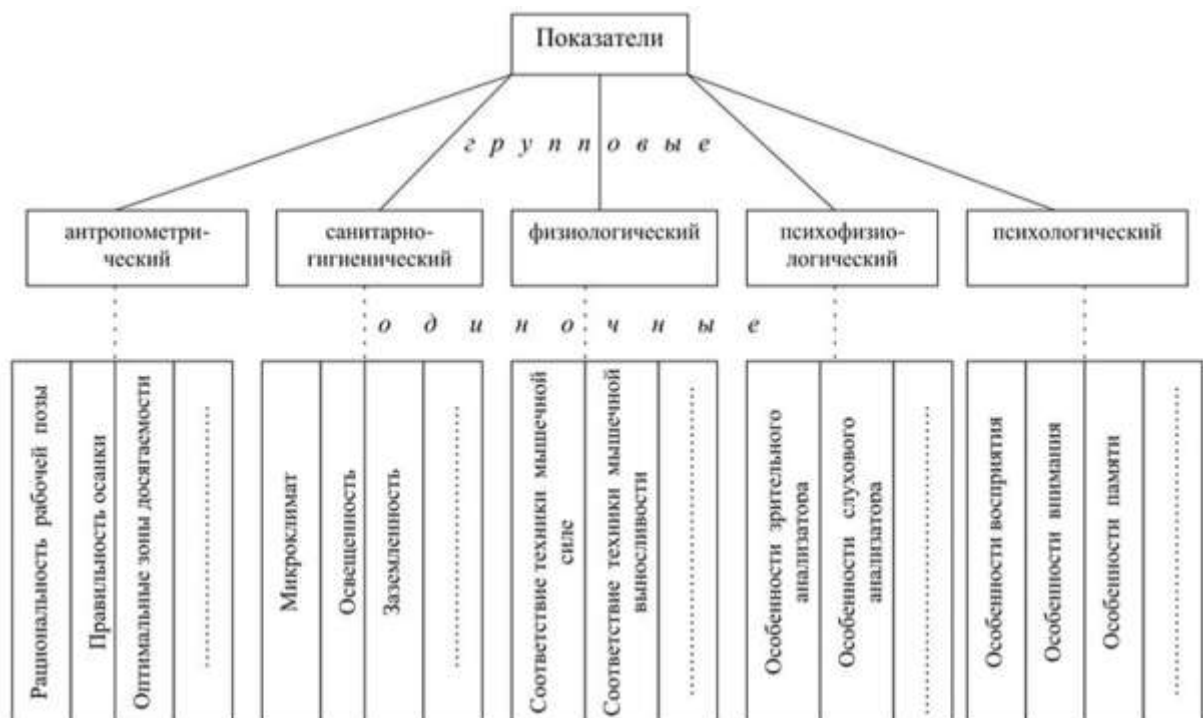 Показатели
групповые
антропометри-
ческий
санитарно-
гигиенический
физиологический
психофизио-
логический
психологический
одиночные
Рациональность рабочей позы
Правильность осанки
Оптимальные зоны досягаемости
Микроклимат
Освещенность
Заземленность
Соответствие техники мышечной
силе
Соответствие техники мышечной
выносливости
Особенности зрительного
анализатора
Особенности слухового
анализатора
Особенности восприятия
Особенности внимания
Особенности памяти